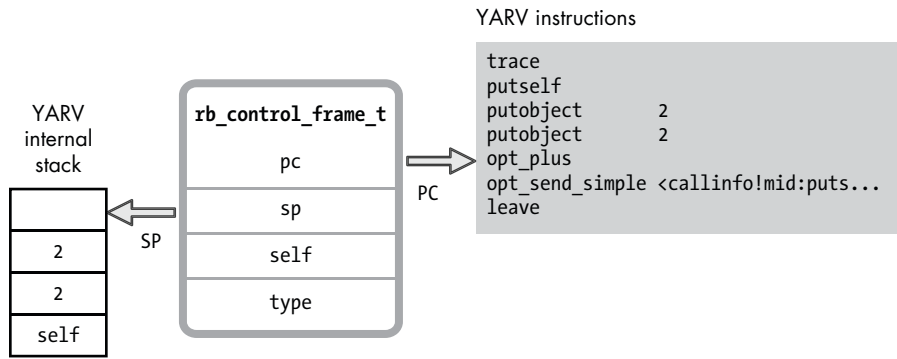 YARV instructions
trace
putself
putobject 2
putobject 2
opt_plus
opt_send_simple <callinfo!mid:puts...
leave
PC
rb_control_frame_t
pc
sp
self
type
SP
YARV
internal
stack
2
2
self